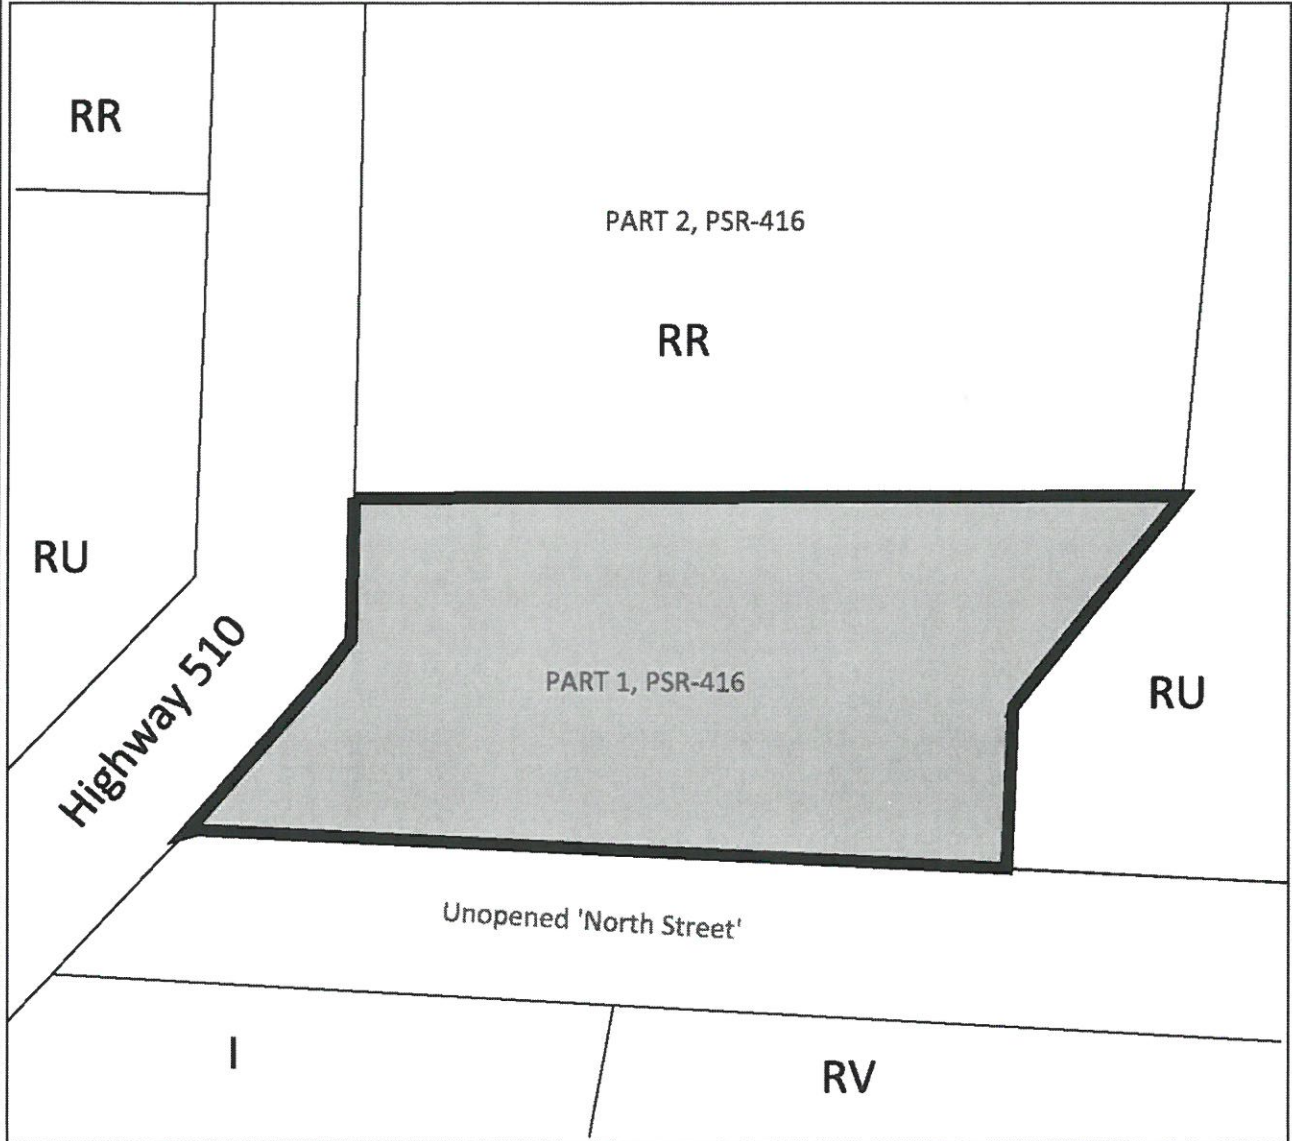 RR
PART 2, PSR-416
RR
RU
Highway 510
PART 1, PSR-416
RU
Unopened 'North Street'
I
RV